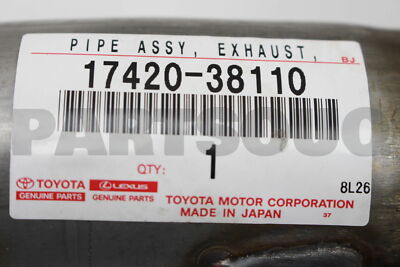 PIPE ASSY, EXHAUST,
BJ
17420-38110
PARTSOUQ
QTY:
1
8L26
TOYOTA
GENUINE PARTS
LEXUS
GENUINE PARTS
TOYOTA MOTOR CORPORATION
MADE IN JAPAN
37